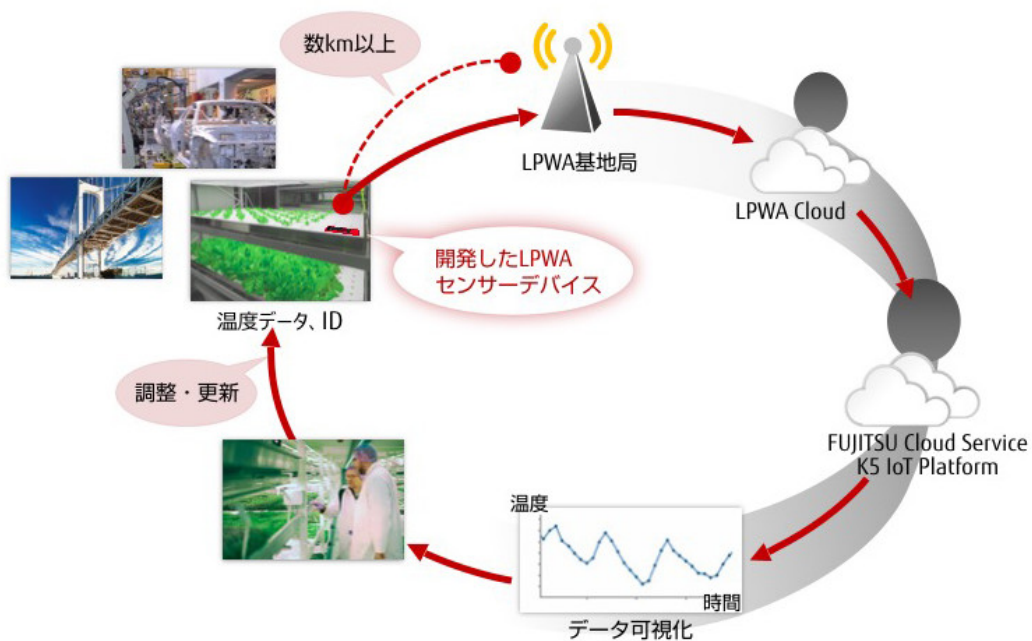 数km以上
LPWA基地局
LPWA Cloud
開発したLPWA
センサーデバイス
温度データ、ID
調整・更新
FUJITSU Cloud Service
K5 IoT Platform
温度
時間
データ可視化